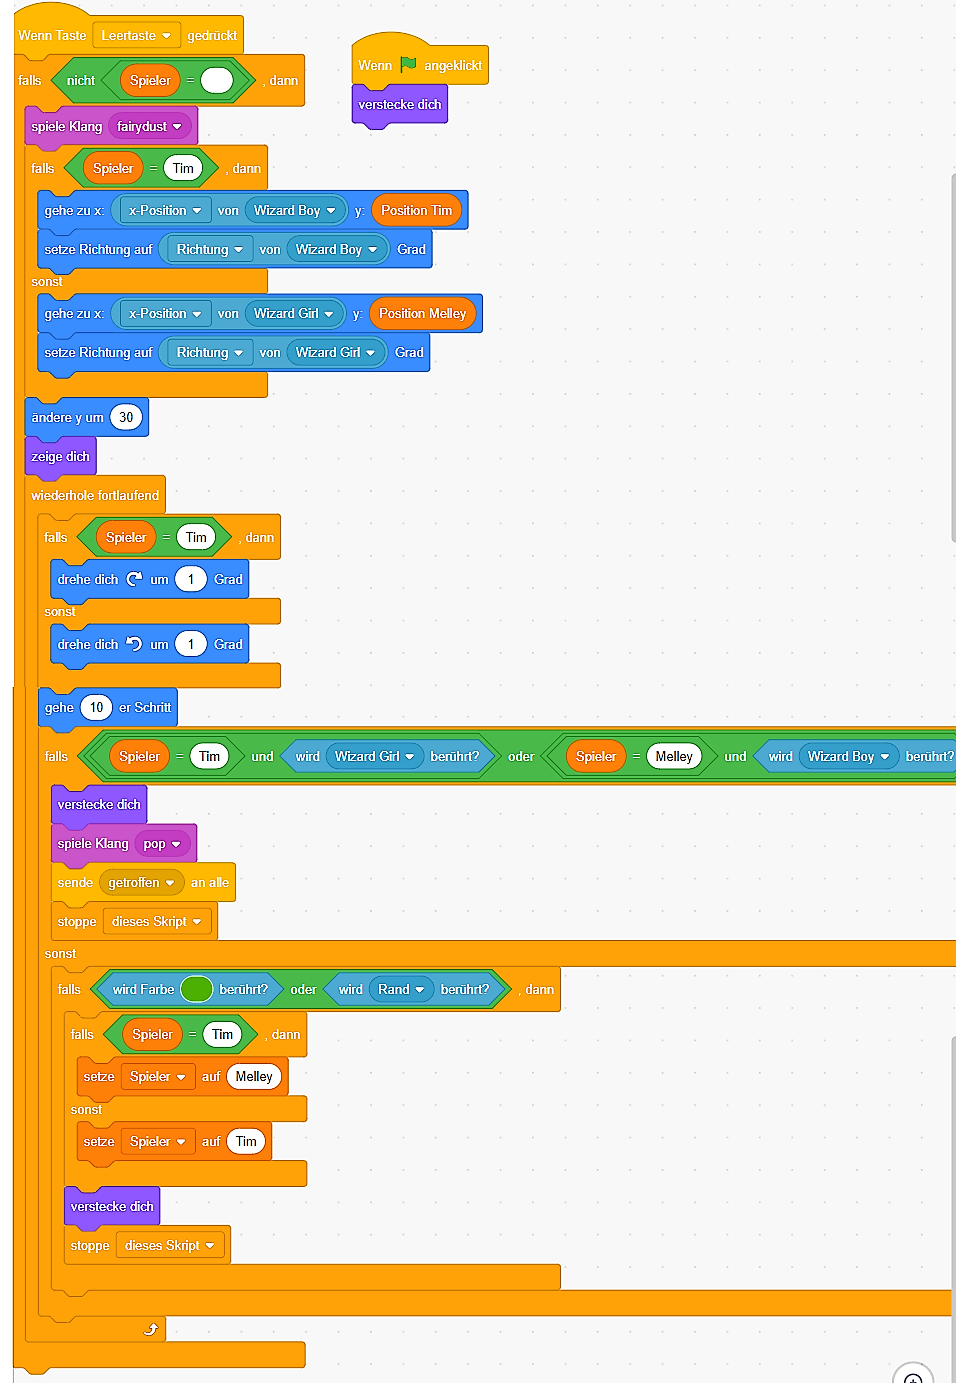 Wenn Taste Leertaste gedrückt
falls nicht Spieler = , dann
spiele Klang fairydust
falls Spieler = Tim , dann
gehe zu x: x-Position von Wizard Boy y: Position Tim
setze Richtung auf Richtung von Wizard Boy Grad
sonst
gehe zu x: x-Position von Wizard Girl y: Position Melley
setze Richtung auf Richtung von Wizard Girl Grad
ändere y um 30
zeige dich
wiederhole fortlaufend
falls Spieler = Tim , dann
drehe dich um 1 Grad
sonst
drehe dich um 1 Grad
gehe 10 er Schritt
falls Spieler = Tim und wird Wizard Girl berührt? oder Spieler = Melley und wird Wizard Boy berührt?
verstecke dich
spiele Klang pop
sende getroffen an alle
stoppe dieses Skript
sonst
falls wird Farbe berührt? oder wird Rand berührt? , dann
falls Spieler = Tim , dann
setze Spieler auf Melley
sonst
setze Spieler auf Tim
verstecke dich
stoppe dieses Skript
Wenn angeklickt
verstecke dich